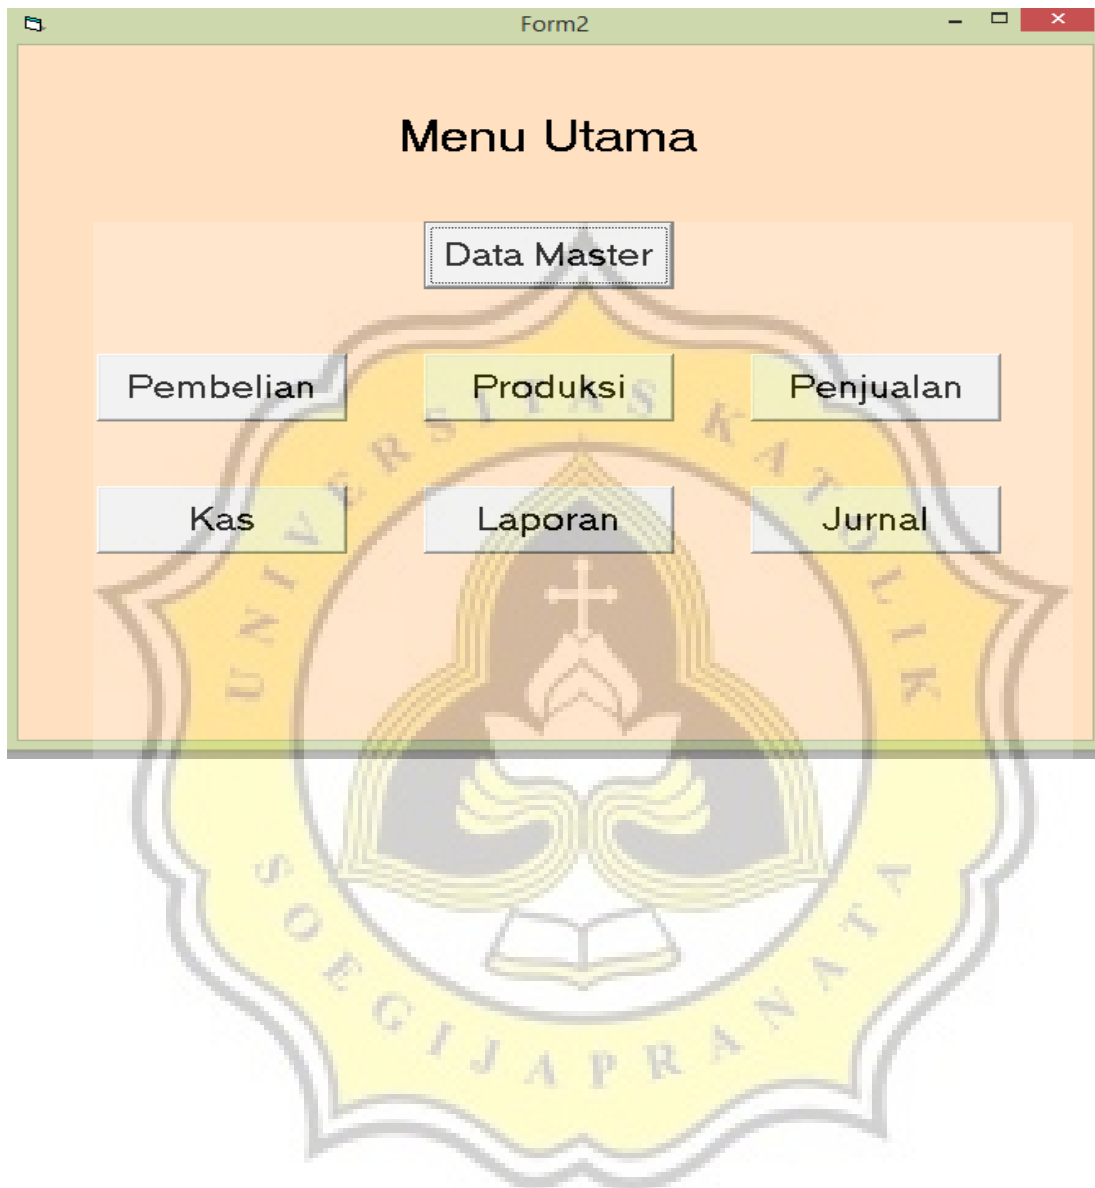 Form2
Menu Utama
Data Master
Pembelian Produksi Penjualan
Kas Laporan Jurnal
UNIVERSITAS KATOLIK
SOEGIJAPRANATA